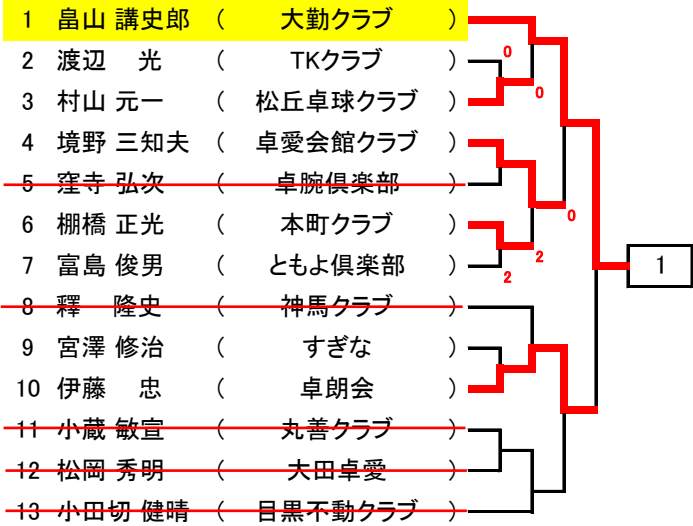 1 畠山 講史郎 ( 大勤クラブ )
2 渡辺 光 ( TKクラブ )
0
3 村山 元一 ( 松丘卓球クラブ )
0
4 境野 三知夫 ( 卓愛会館クラブ )
5 窪寺 弘次 ( 卓腕倶楽部 )
6 棚橋 正光 ( 本町クラブ )
0
7 富島 俊男 ( ともよ倶楽部 )
2
2
1
8 釋 隆史 ( 神馬クラブ )
9 宮澤 修治 ( すぎな )
10 伊藤 忠 ( 卓朗会 )
11 小蔵 敏宣 ( 丸善クラブ )
12 松岡 秀明 ( 大田卓愛 )
13 小田切 健晴 ( 目黒不動クラブ )